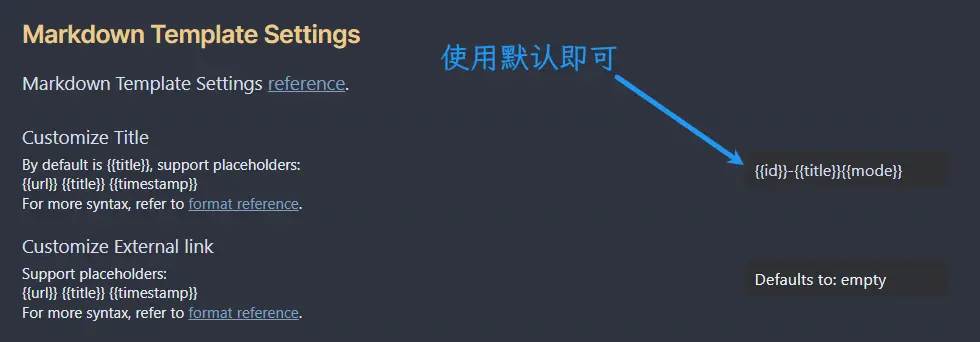 Markdown Template Settings
使用默认即可
Markdown Template Settings reference.
Customize Title
By default is {{title}}, support placeholders:
{{url}} {{title}} {{timestamp}}
For more syntax, refer to format reference.
{{id}}-{{title}}{{mode}}
Customize External link
Support placeholders:
{{url}} {{title}} {{timestamp}}
For more syntax, refer to format reference.
Defaults to: empty